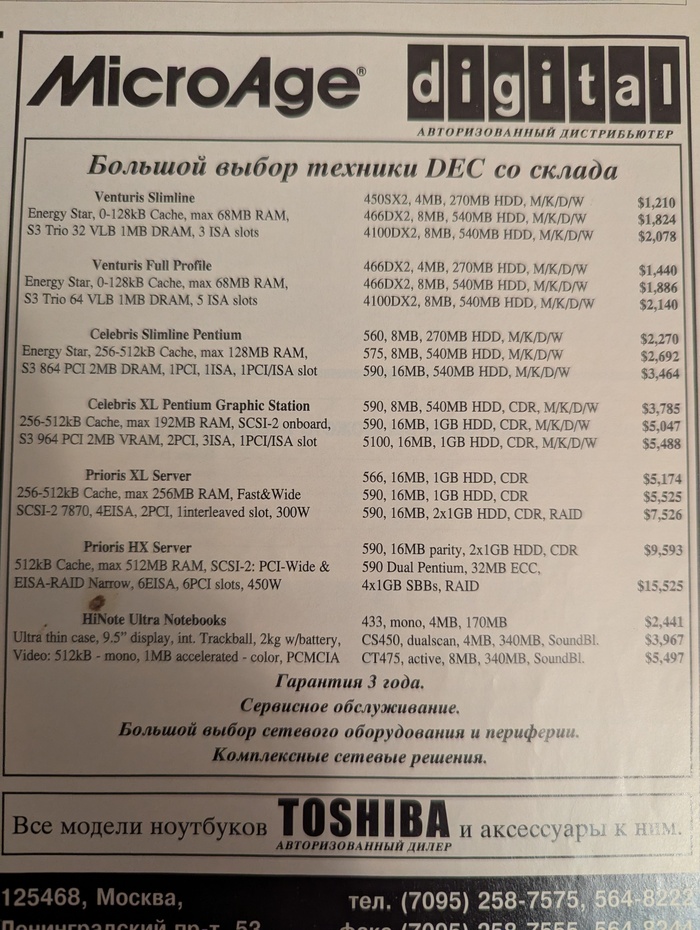 MicroAge®
digital
АВТОРИЗОВАННЫЙ ДИСТРИБЬЮТЕР
Большой выбор техники DEC со склада
Venturis Slimline 450SX2, 4MB, 270MB HDD, M/K/D/W $1,210
Energy Star, 0-128kB Cache, max 68MB RAM, 466DX2, 8MB, 540MB HDD, M/K/D/W $1,824
S3 Trio 32 VLB 1MB DRAM, 3 ISA slots 4100DX2, 8MB, 540MB HDD, M/K/D/W $2,078
Venturis Full Profile 466DX2, 4MB, 270MB HDD, M/K/D/W $1,440
Energy Star, 0-128kB Cache, max 68MB RAM, 466DX2, 8MB, 540MB HDD, M/K/D/W $1,886
S3 Trio 64 VLB 1MB DRAM, 5 ISA slots 4100DX2, 8MB, 540MB HDD, M/K/D/W $2,140
Celebris Slimline Pentium 560, 8MB, 270MB HDD, M/K/D/W $2,270
Energy Star, 256-512kB Cache, max 128MB RAM, 575, 8MB, 540MB HDD, M/K/D/W $2,692
S3 864 PCI 2MB DRAM, 1PCI, 1ISA, 1PCI/ISA slot 590, 16MB, 540MB HDD, M/K/D/W $3,464
Celebris XL Pentium Graphic Station 590, 8MB, 540MB HDD, CDR, M/K/D/W $3,785
256-512kB Cache, max 192MB RAM, SCSI-2 onboard, 590, 16MB, 1GB HDD, CDR, M/K/D/W $5,047
S3 964 PCI 2MB VRAM, 2PCI, 3ISA, 1PCI/ISA slot 5100, 16MB, 1GB HDD, CDR, M/K/D/W $5,488
Prioris XL Server 566, 16MB, 1GB HDD, CDR $5,174
256-512kB Cache, max 256MB RAM, Fast&Wide 590, 16MB, 1GB HDD, CDR $5,525
SCSI-2 7870, 4EISA, 2PCI, 1interleaved slot, 300W 590, 16MB, 2x1GB HDD, CDR, RAID $7,526
Prioris HX Server 590, 16MB parity, 2x1GB HDD, CDR $9,593
512kB Cache, max 512MB RAM, SCSI-2: PCI-Wide & 590 Dual Pentium, 32MB ECC,
EISA-RAID Narrow, 6EISA, 6PCI slots, 450W 4x1GB SBBs, RAID $15,525
HiNote Ultra Notebooks 433, mono, 4MB, 170MB $2,441
Ultra thin case, 9.5" display, int. Trackball, 2kg w/battery, CS450, dualscan, 4MB, 340MB, SoundBl. $3,967
Video: 512kB - mono, 1MB accelerated - color, PCMCIA CT475, active, 8MB, 340MB, SoundBl. $5,497
Гарантия 3 года.
Сервисное обслуживание.
Большой выбор сетевого оборудования и периферии.
Комплексные сетевые решения.
Все модели ноутбуков TOSHIBA и аксессуары к ним.
АВТОРИЗОВАННЫЙ ДИЛЕР
125468, Москва, тел. (7095) 258-7575, 564-8222
Ленинградский пр-т, 53 факс (7095) 258-7555